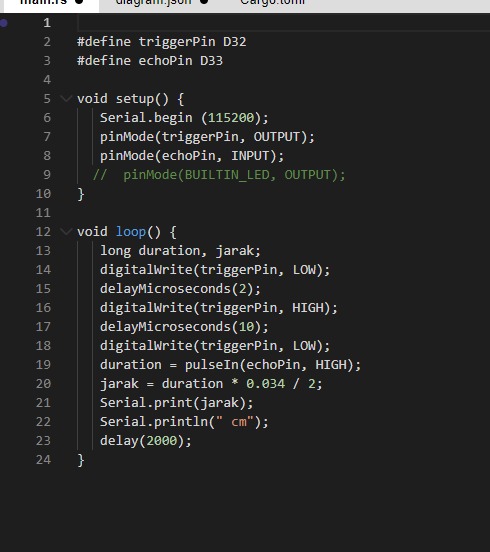 main.rs diagram.json Cargo.toml
1
2 #define triggerPin D32
3 #define echoPin D33
4
5 void setup() {
6 Serial.begin (115200);
7 pinMode(triggerPin, OUTPUT);
8 pinMode(echoPin, INPUT);
9 // pinMode(BUILTIN_LED, OUTPUT);
10 }
11
12 void loop() {
13 long duration, jarak;
14 digitalWrite(triggerPin, LOW);
15 delayMicroseconds(2);
16 digitalWrite(triggerPin, HIGH);
17 delayMicroseconds(10);
18 digitalWrite(triggerPin, LOW);
19 duration = pulseIn(echoPin, HIGH);
20 jarak = duration * 0.034 / 2;
21 Serial.print(jarak);
22 Serial.println(" cm");
23 delay(2000);
24 }